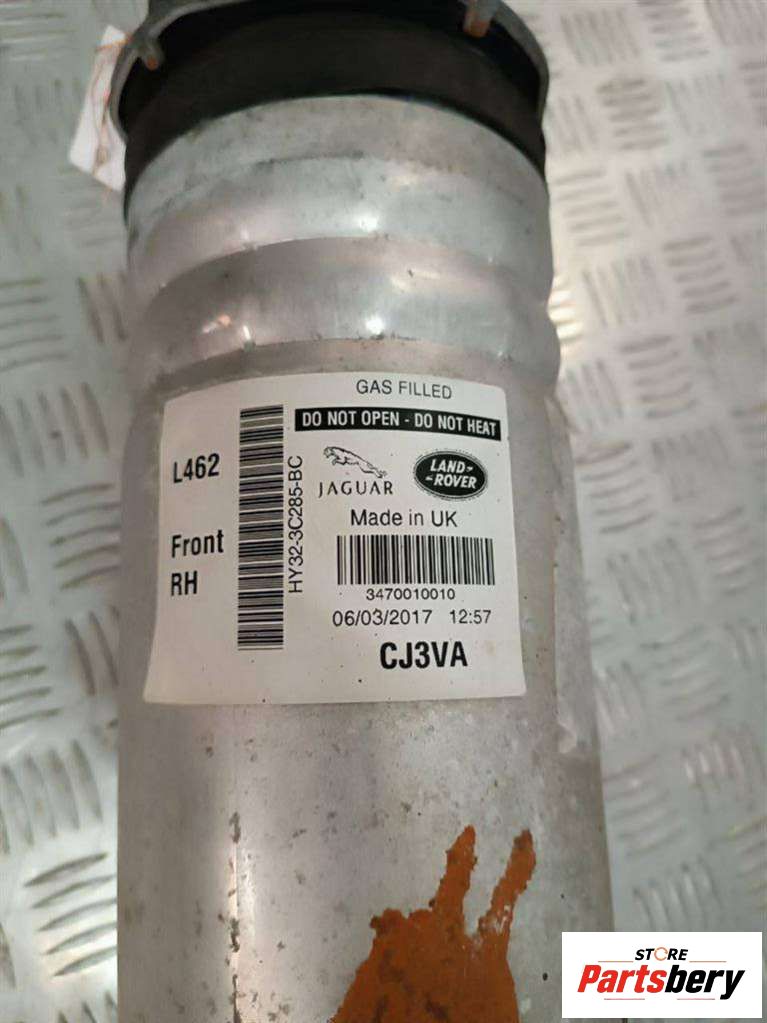 GAS FILLED
DO NOT OPEN - DO NOT HEAT
L462
Front
RH
HY32-3C285-BC
JAGUAR
LAND-
-ROVER
Made in UK
3470010010
06/03/2017 12:57
CJ3VA
STORE
Partsbery